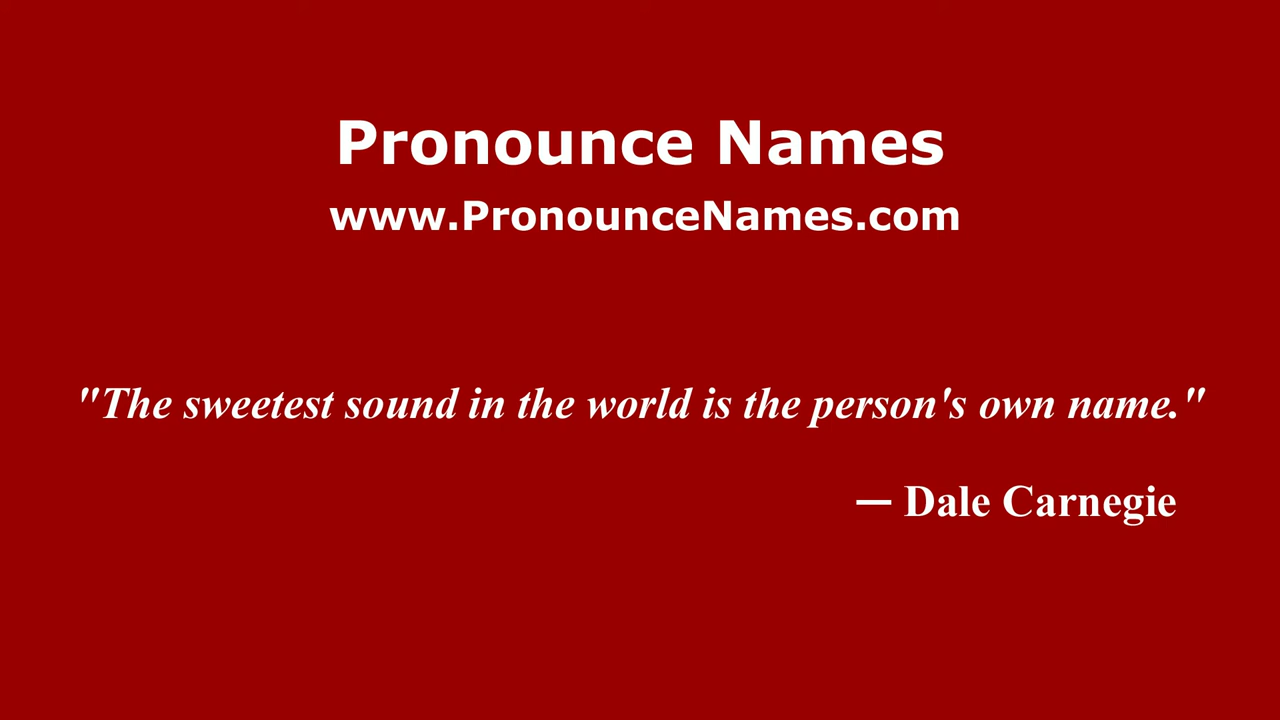 Pronounce Names
www.PronounceNames.com
"The sweetest sound in the world is the person's own name."
— Dale Carnegie